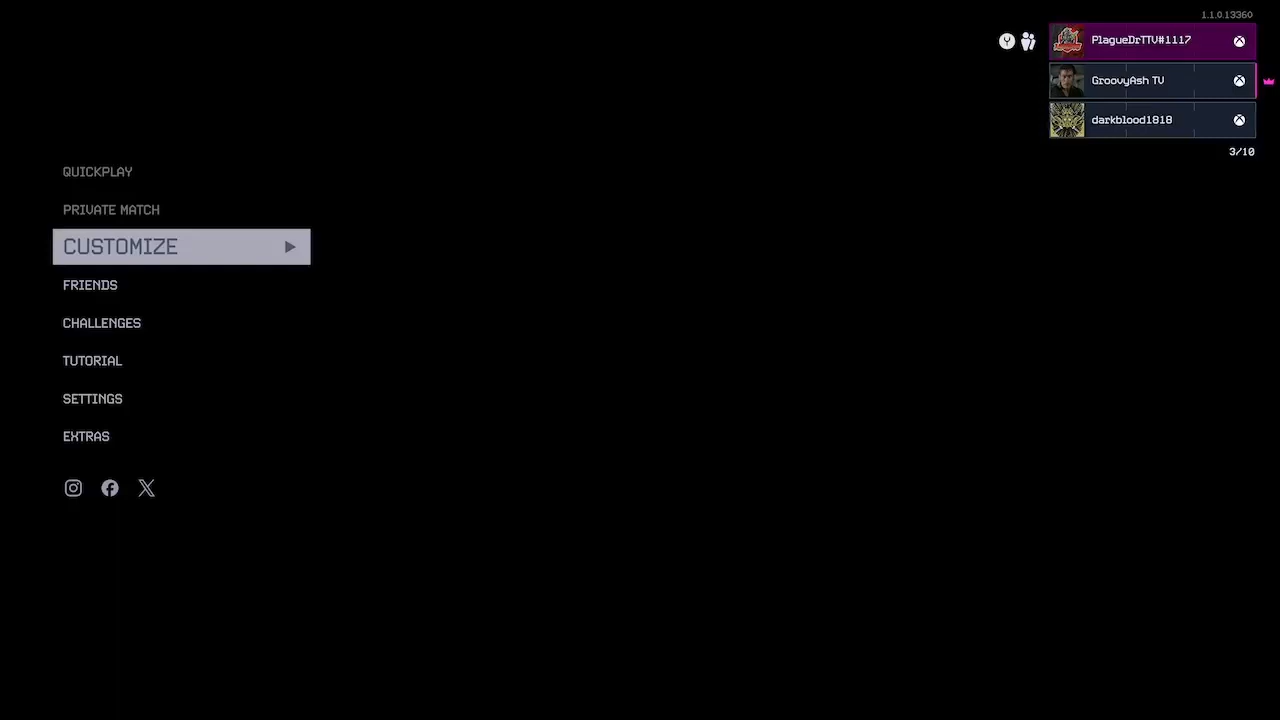 1.1.0.13360
Y
PlagueDrTTV#1117
GroovyAsh TV
darkblood1818
3/10
QUICKPLAY
PRIVATE MATCH
CUSTOMIZE
FRIENDS
CHALLENGES
TUTORIAL
SETTINGS
EXTRAS